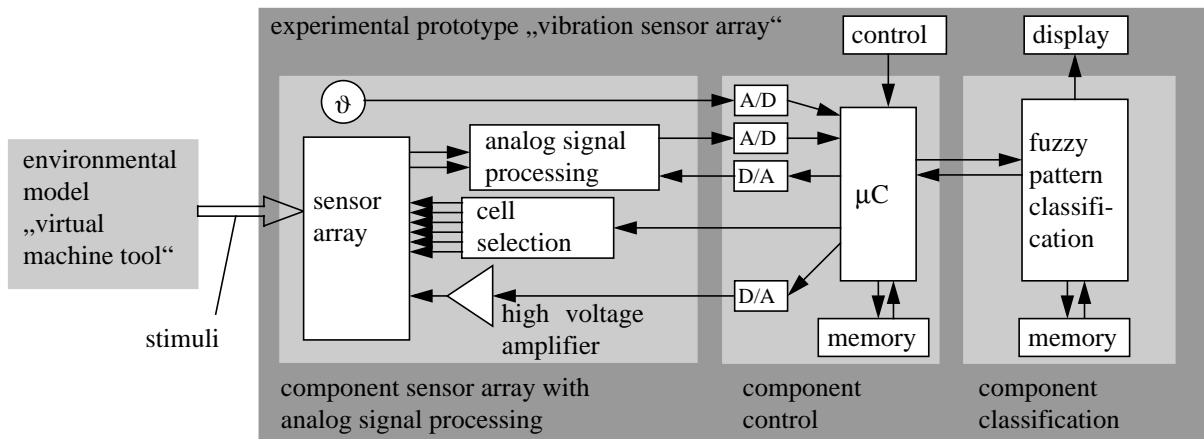 experimental prototype „vibration sensor array“
control
display
ϑ
A/D
A/D
D/A
D/A
environmental
model
„virtual
machine tool“
stimuli
sensor
array
analog signal
processing
cell
selection
high voltage
amplifier
μC
memory
fuzzy
pattern
classifi-
cation
memory
component sensor array with
analog signal processing
component
control
component
classification